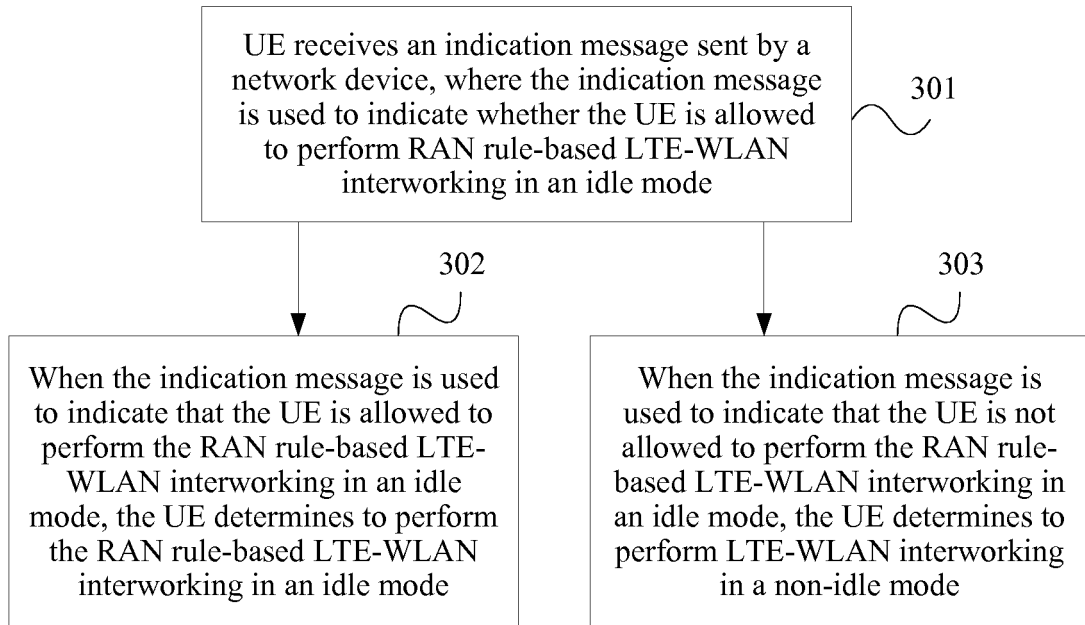 UE receives an indication message sent by a
network device, where the indication message
is used to indicate whether the UE is allowed
to perform RAN rule-based LTE-WLAN
interworking in an idle mode
301
302
When the indication message is used
to indicate that the UE is allowed to
perform the RAN rule-based LTE-
WLAN interworking in an idle
mode, the UE determines to perform
the RAN rule-based LTE-WLAN
interworking in an idle mode
303
When the indication message is
used to indicate that the UE is not
allowed to perform the RAN rule-
based LTE-WLAN interworking in
an idle mode, the UE determines to
perform LTE-WLAN interworking
in a non-idle mode